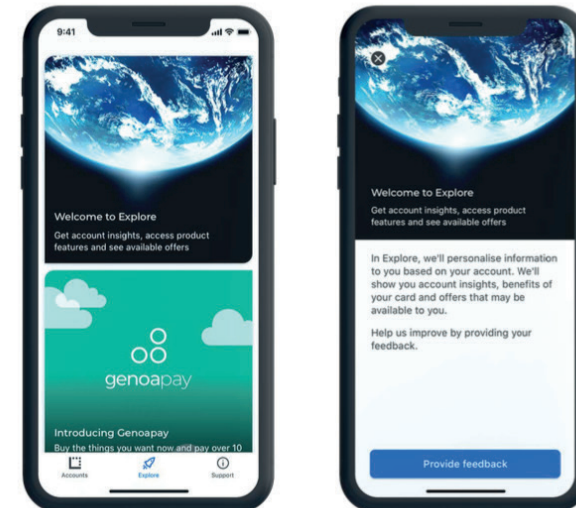 9:41
Welcome to Explore
Get account insights, access product
features and see available offers
genoapay
Introducing Genoapay
Buy the things you want now and pay over 10
Accounts
Explore
Support
Welcome to Explore
Get account insights, access product
features and see available offers
In Explore, we'll personalise information
to you based on your account. We'll
show you account insights, benefits of
your card and offers that may be
available to you.
Help us improve by providing your
feedback.
Provide feedback